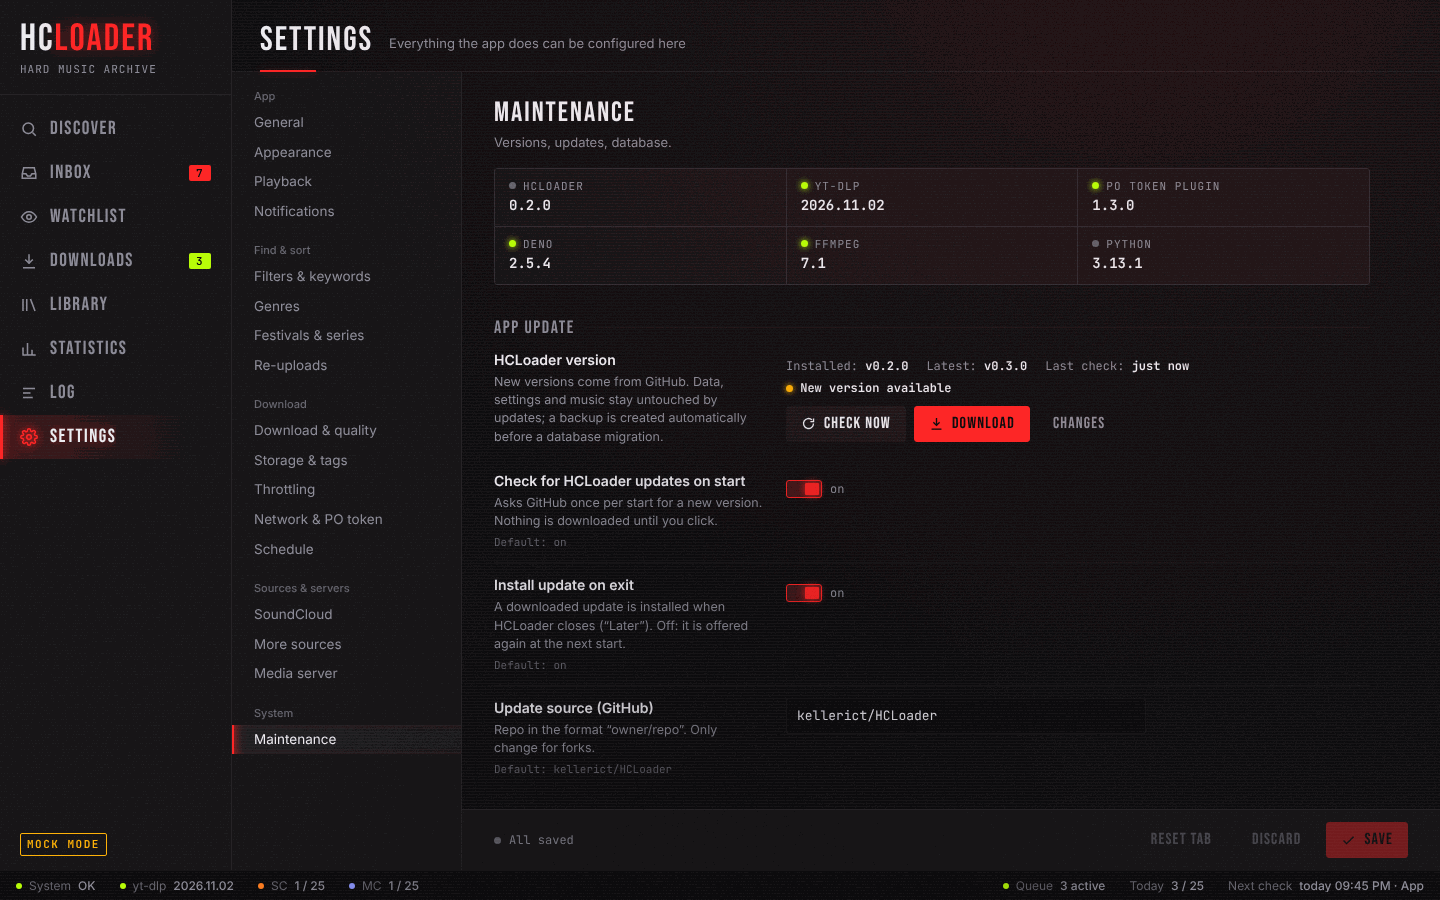 HCLOADER
HARD MUSIC ARCHIVE
DISCOVER
INBOX 7
WATCHLIST
DOWNLOADS 3
LIBRARY
STATISTICS
LOG
SETTINGS
MOCK MODE
SETTINGS Everything the app does can be configured here
App
General
Appearance
Playback
Notifications
Find & sort
Filters & keywords
Genres
Festivals & series
Re-uploads
Download
Download & quality
Storage & tags
Throttling
Network & PO token
Schedule
Sources & servers
SoundCloud
More sources
Media server
System
Maintenance
MAINTENANCE
Versions, updates, database.
HCLOADER
0.2.0
YT-DLP
2026.11.02
PO TOKEN PLUGIN
1.3.0
DENO
2.5.4
FFMPEG
7.1
PYTHON
3.13.1
APP UPDATE
HCLoader version
New versions come from GitHub. Data,
settings and music stay untouched by
updates; a backup is created automatically
before a database migration.
Installed: v0.2.0 Latest: v0.3.0 Last check: just now
New version available
CHECK NOW DOWNLOAD CHANGES
Check for HCLoader updates on start
Asks GitHub once per start for a new version.
Nothing is downloaded until you click.
Default: on
on
Install update on exit
A downloaded update is installed when
HCLoader closes (“Later”). Off: it is offered
again at the next start.
Default: on
on
Update source (GitHub)
Repo in the format “owner/repo”. Only
change for forks.
Default: kellerict/HCLoader
kellerict/HCLoader
All saved
RESET TAB DISCARD SAVE
System OK yt-dlp 2026.11.02 SC 1 / 25 MC 1 / 25 Queue 3 active Today 3 / 25 Next check today 09:45 PM · App